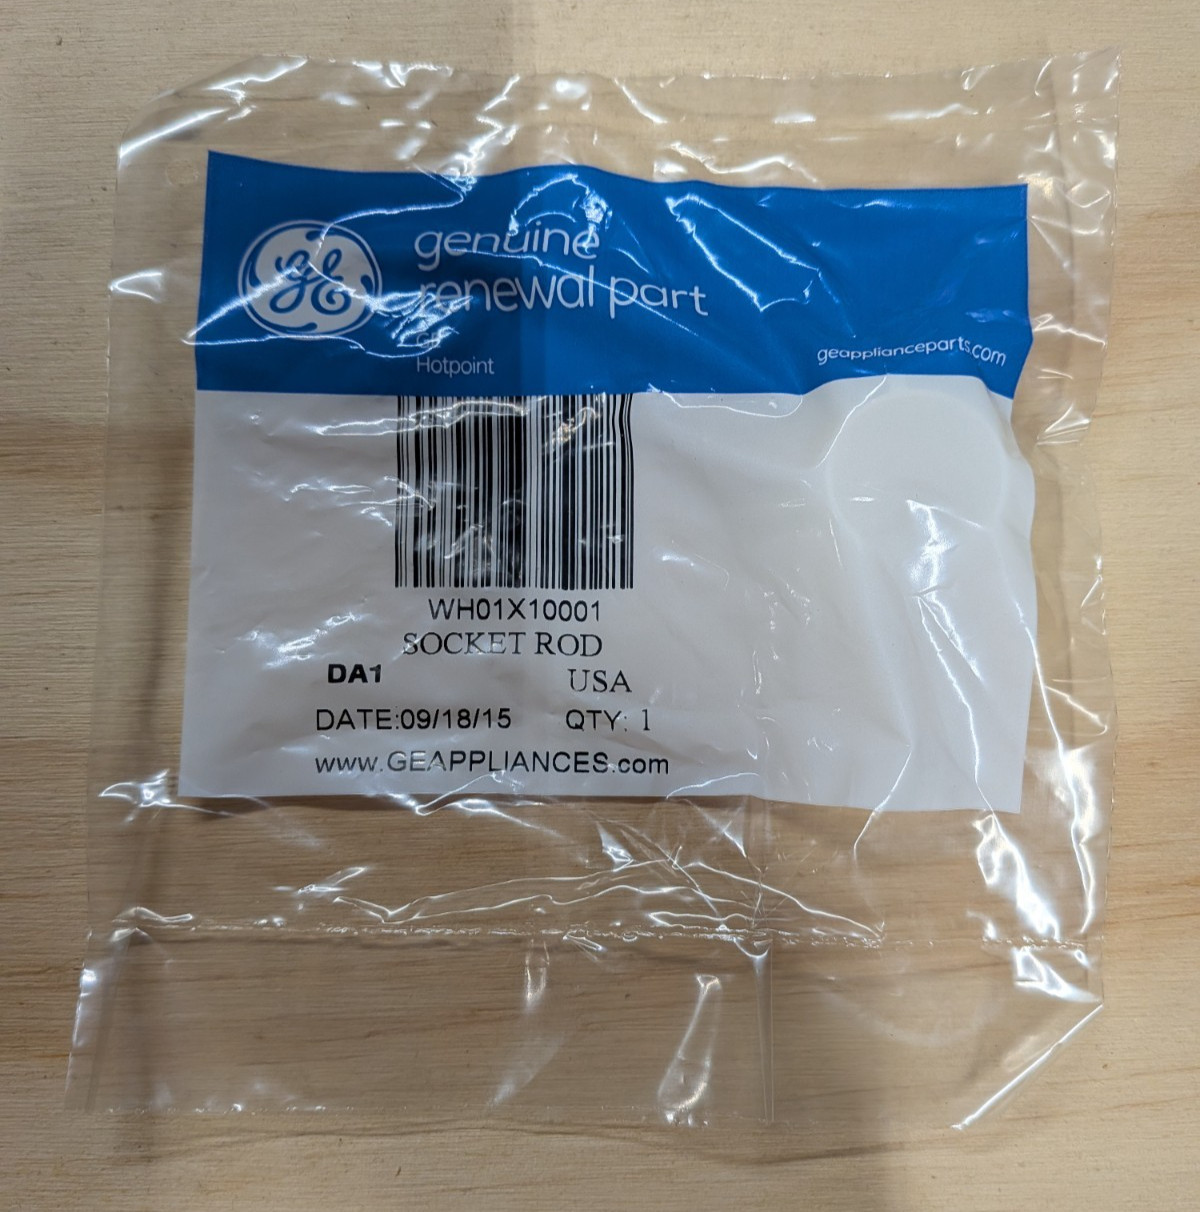 GE
genuine
renewal part
GE
Hotpoint
geapplianceparts.com
WH01X10001
SOCKET ROD
DA1
USA
DATE:09/18/15 QTY: 1
www.GEAPPLIANCES.com